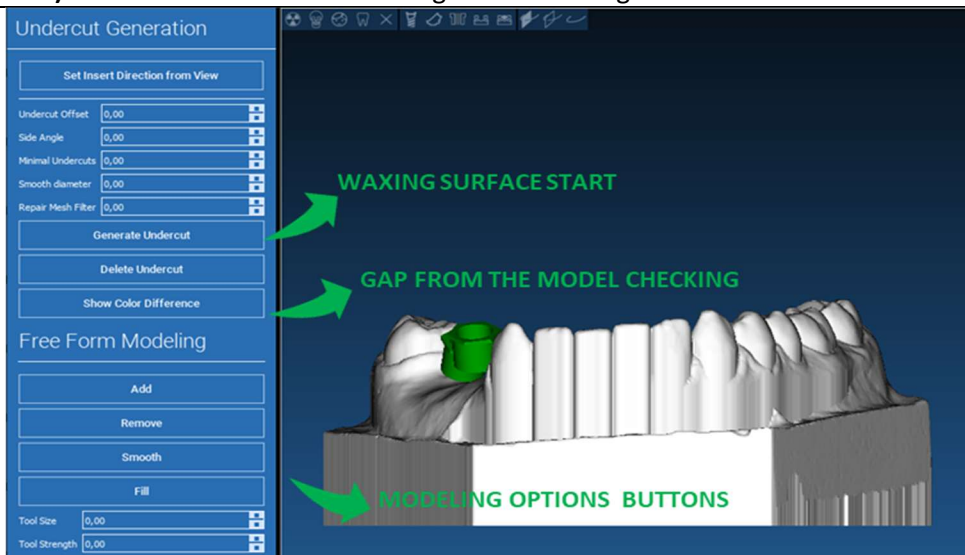 Undercut Generation
Set Insert Direction from View
Undercut Offset 0,00
Side Angle 0,00
Minimal Undercuts 0,00
Smooth diameter 0,00
Repair Mesh Filter 0,00
Generate Undercut
Delete Undercut
Show Color Difference
Free Form Modeling
Add
Remove
Smooth
Fill
Tool Size 0,00
Tool Strength 0,00
WAXING SURFACE START
GAP FROM THE MODEL CHECKING
MODELING OPTIONS BUTTONS